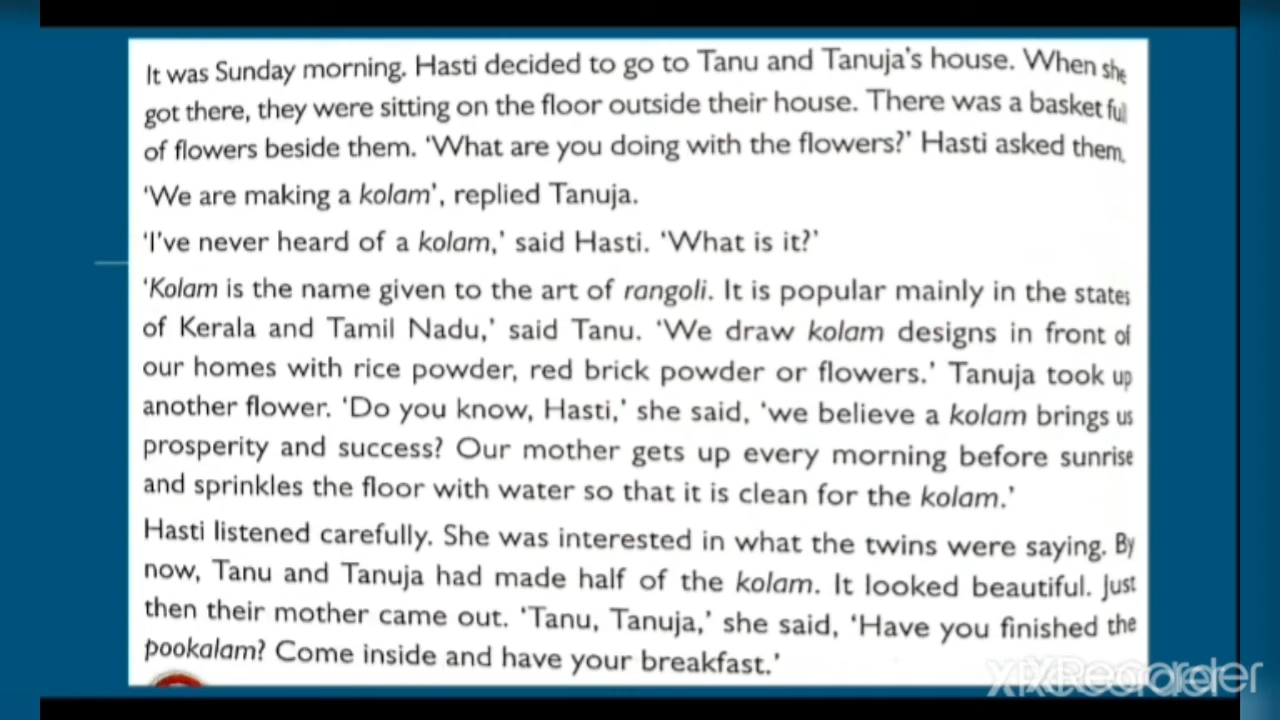 It was Sunday morning. Hasti decided to go to Tanu and Tanuja's house. When she
got there, they were sitting on the floor outside their house. There was a basket full
of flowers beside them. 'What are you doing with the flowers?' Hasti asked them.
'We are making a kolam', replied Tanuja.
'I've never heard of a kolam,' said Hasti. 'What is it?'
'Kolam is the name given to the art of rangoli. It is popular mainly in the states
of Kerala and Tamil Nadu,' said Tanu. 'We draw kolam designs in front of
our homes with rice powder, red brick powder or flowers.' Tanuja took up
another flower. 'Do you know, Hasti,' she said, 'we believe a kolam brings us
prosperity and success? Our mother gets up every morning before sunrise
and sprinkles the floor with water so that it is clean for the kolam.'
Hasti listened carefully. She was interested in what the twins were saying. By
now, Tanu and Tanuja had made half of the kolam. It looked beautiful. Just
then their mother came out. 'Tanu, Tanuja,' she said, 'Have you finished the
pookalam? Come inside and have your breakfast.'